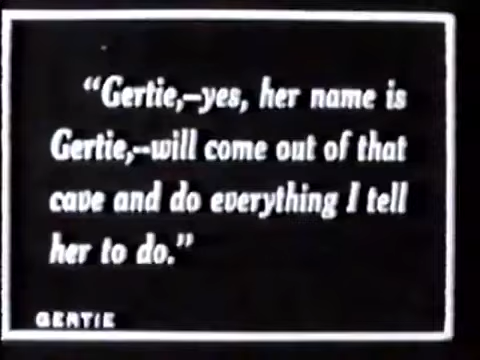 “Gertie,–yes, her name is
Gertie,–will come out of that
cave and do everything I tell
her to do.”
GERTIE